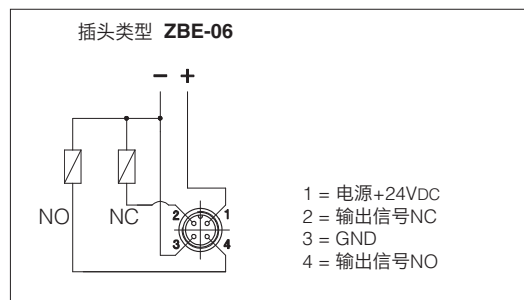 插头类型 ZBE-06
− +
NO NC
2 1
3 4
1 = 电源+24VDC
2 = 输出信号NC
3 = GND
4 = 输出信号NO